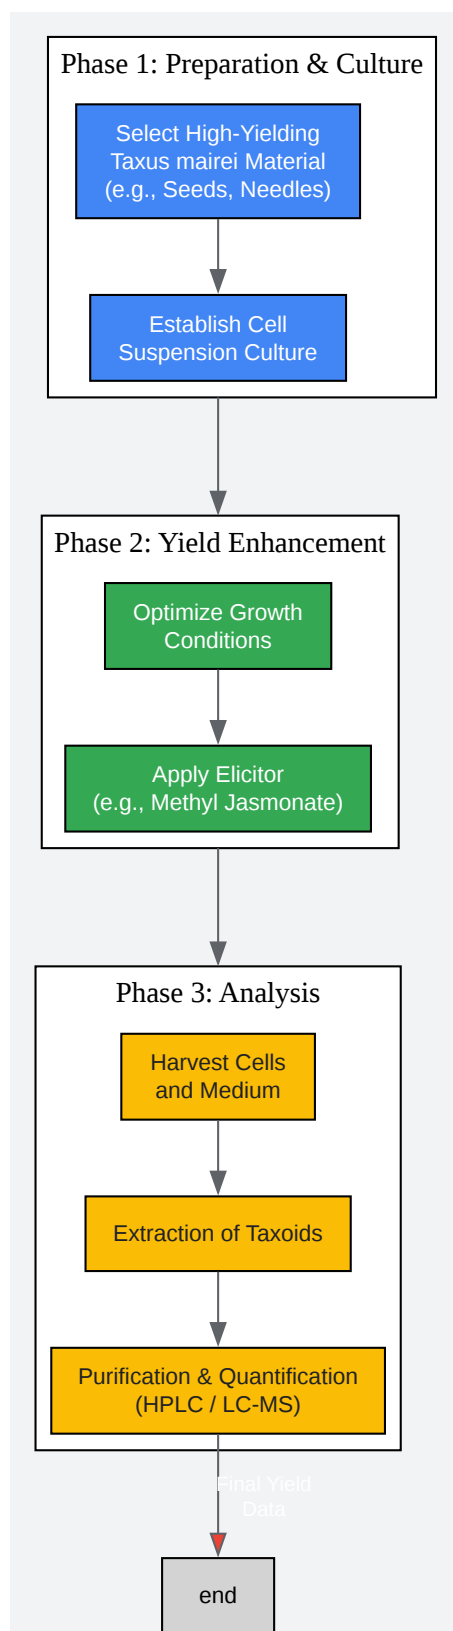 Phase 1: Preparation & Culture
Select High-Yielding
Taxus mairei Material
(e.g., Seeds, Needles)
Establish Cell
Suspension Culture
Phase 2: Yield Enhancement
Optimize Growth
Conditions
Apply Elicitor
(e.g., Methyl Jasmonate)
Phase 3: Analysis
Harvest Cells
and Medium
Extraction of Taxoids
Purification & Quantification
(HPLC / LC-MS)
Final Yield
Data
end